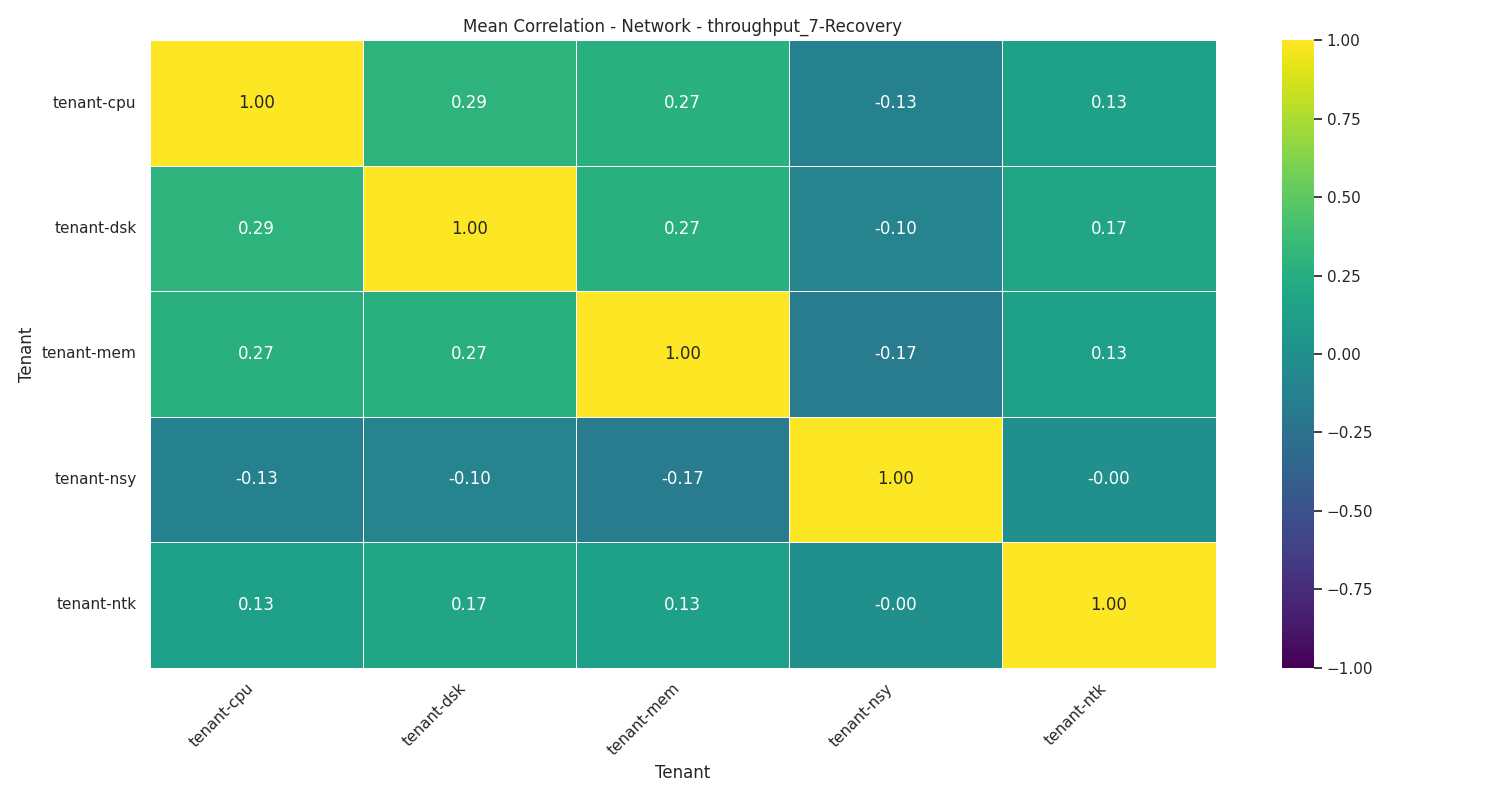 Mean Correlation - Network - throughput_7-Recovery
Tenant
tenant-cpu 1.00 0.29 0.27 -0.13 0.13
tenant-dsk 0.29 1.00 0.27 -0.10 0.17
tenant-mem 0.27 0.27 1.00 -0.17 0.13
tenant-nsy -0.13 -0.10 -0.17 1.00 -0.00
tenant-ntk 0.13 0.17 0.13 -0.00 1.00
tenant-cpu tenant-dsk tenant-mem tenant-nsy tenant-ntk
Tenant
1.00
0.75
0.50
0.25
0.00
−0.25
−0.50
−0.75
−1.00